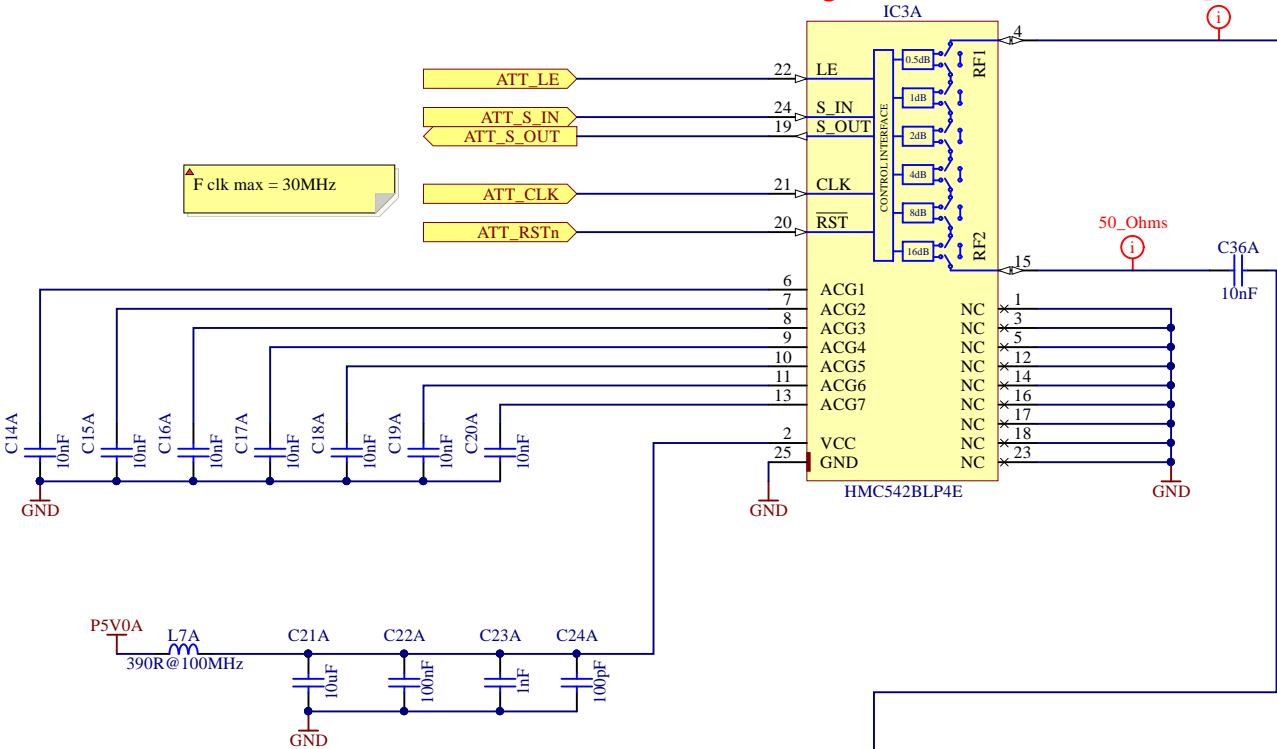 IC3A
i
4
22 LE
0.5dB
RF1
ATT_LE
1dB
24 S_IN
ATT_S_IN
19 S_OUT
ATT_S_OUT
2dB
CONTROL INTERFACE
F clk max = 30MHz
4dB
21 CLK
ATT_CLK
8dB
20 RST
ATT_RSTn
16dB
RF2
50_Ohms
i
C36A
15
10nF
6 ACG1
7 ACG2
8 ACG3
9 ACG4
10 ACG5
11 ACG6
13 ACG7
2 VCC
25 GND
NC 1
NC 3
NC 5
NC 12
NC 14
NC 16
NC 17
NC 18
NC 23
C14A 10nF
C15A 10nF
C16A 10nF
C17A 10nF
C18A 10nF
C19A 10nF
C20A 10nF
GND
GND
HMC542BLP4E
GND
P5V0A
L7A
390R@100MHz
C21A
C22A
C23A
C24A
10uF
100nF
1nF
100pF
GND